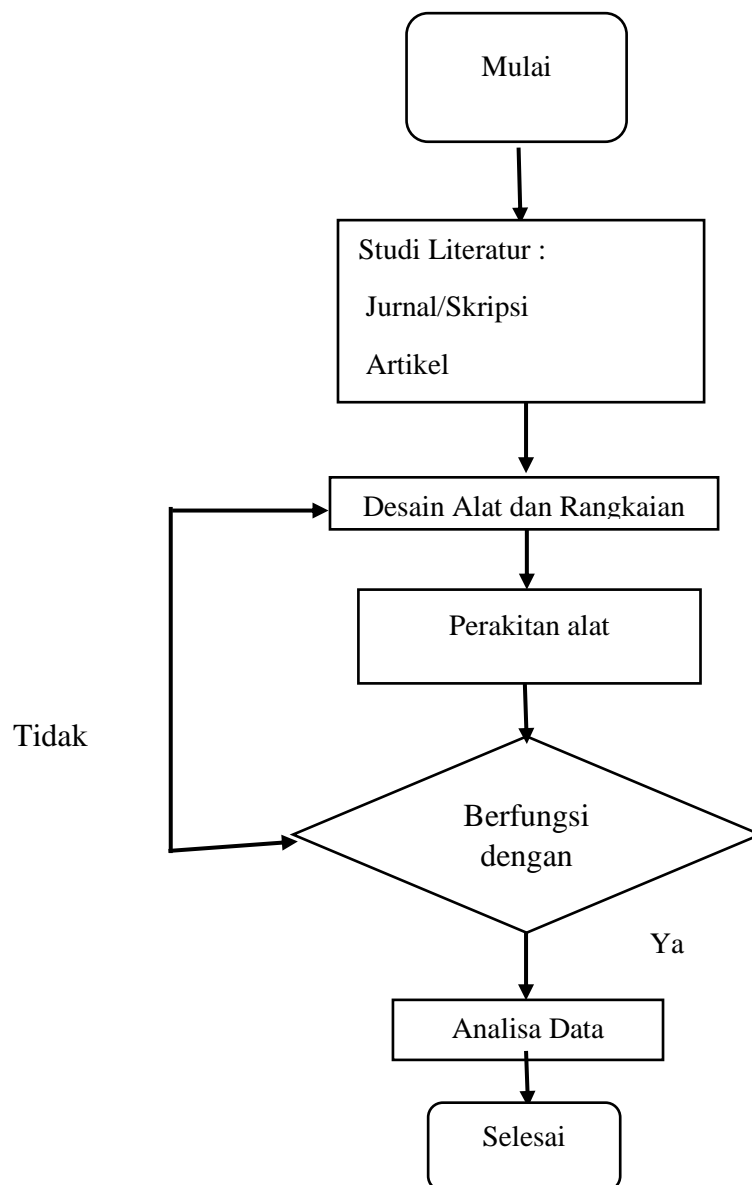 Mulai
Studi Literatur :
Jurnal/Skripsi
Artikel
Desain Alat dan Rangkaian
Perakitan alat
Tidak
Berfungsi
dengan
Ya
Analisa Data
Selesai